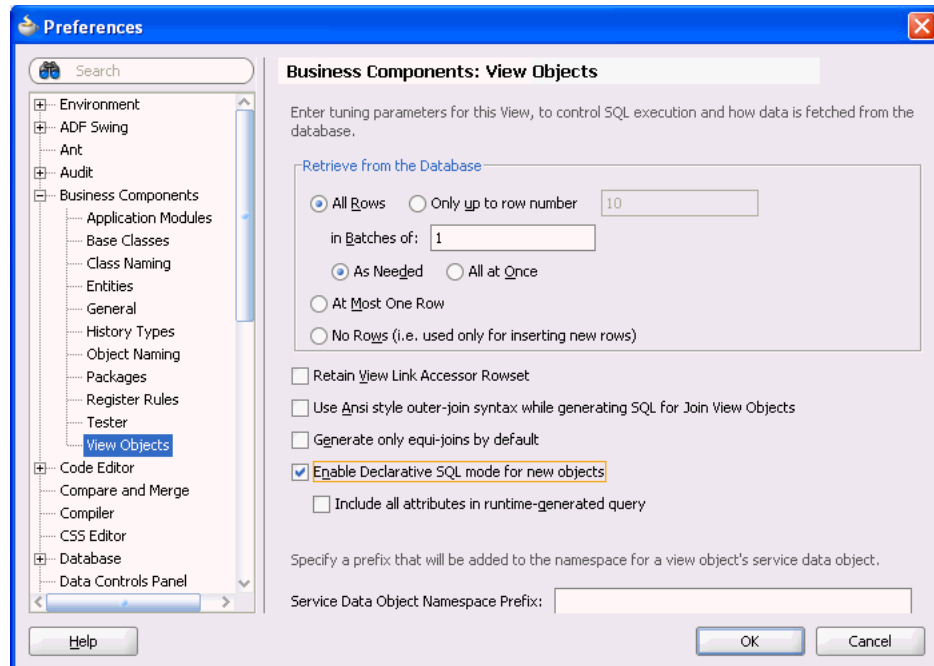 Preferences
Search
Environment
ADF Swing
Ant
Audit
Business Components
Application Modules
Base Classes
Class Naming
Entities
General
History Types
Object Naming
Packages
Register Rules
Tester
View Objects
Code Editor
Compare and Merge
Compiler
CSS Editor
Database
Data Controls Panel
Business Components: View Objects
Enter tuning parameters for this View, to control SQL execution and how data is fetched from the
database.
Retrieve from the Database
All Rows Only up to row number 10
in Batches of: 1
As Needed All at Once
At Most One Row
No Rows (i.e. used only for inserting new rows)
Retain View Link Accessor Rowset
Use Ansi style outer-join syntax while generating SQL for Join View Objects
Generate only equi-joins by default
Enable Declarative SQL mode for new objects
Include all attributes in runtime-generated query
Specify a prefix that will be added to the namespace for a view object's service data object.
Service Data Object Namespace Prefix:
Help OK Cancel